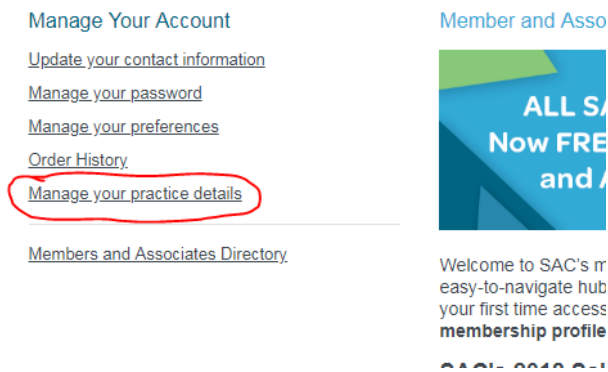 Manage Your Account
Update your contact information
Manage your password
Manage your preferences
Order History
Manage your practice details
Members and Associates Directory
Member and Asso
ALL SA
Now FRE
and A
Welcome to SAC's m
easy-to-navigate hub
your first time access
membership profile